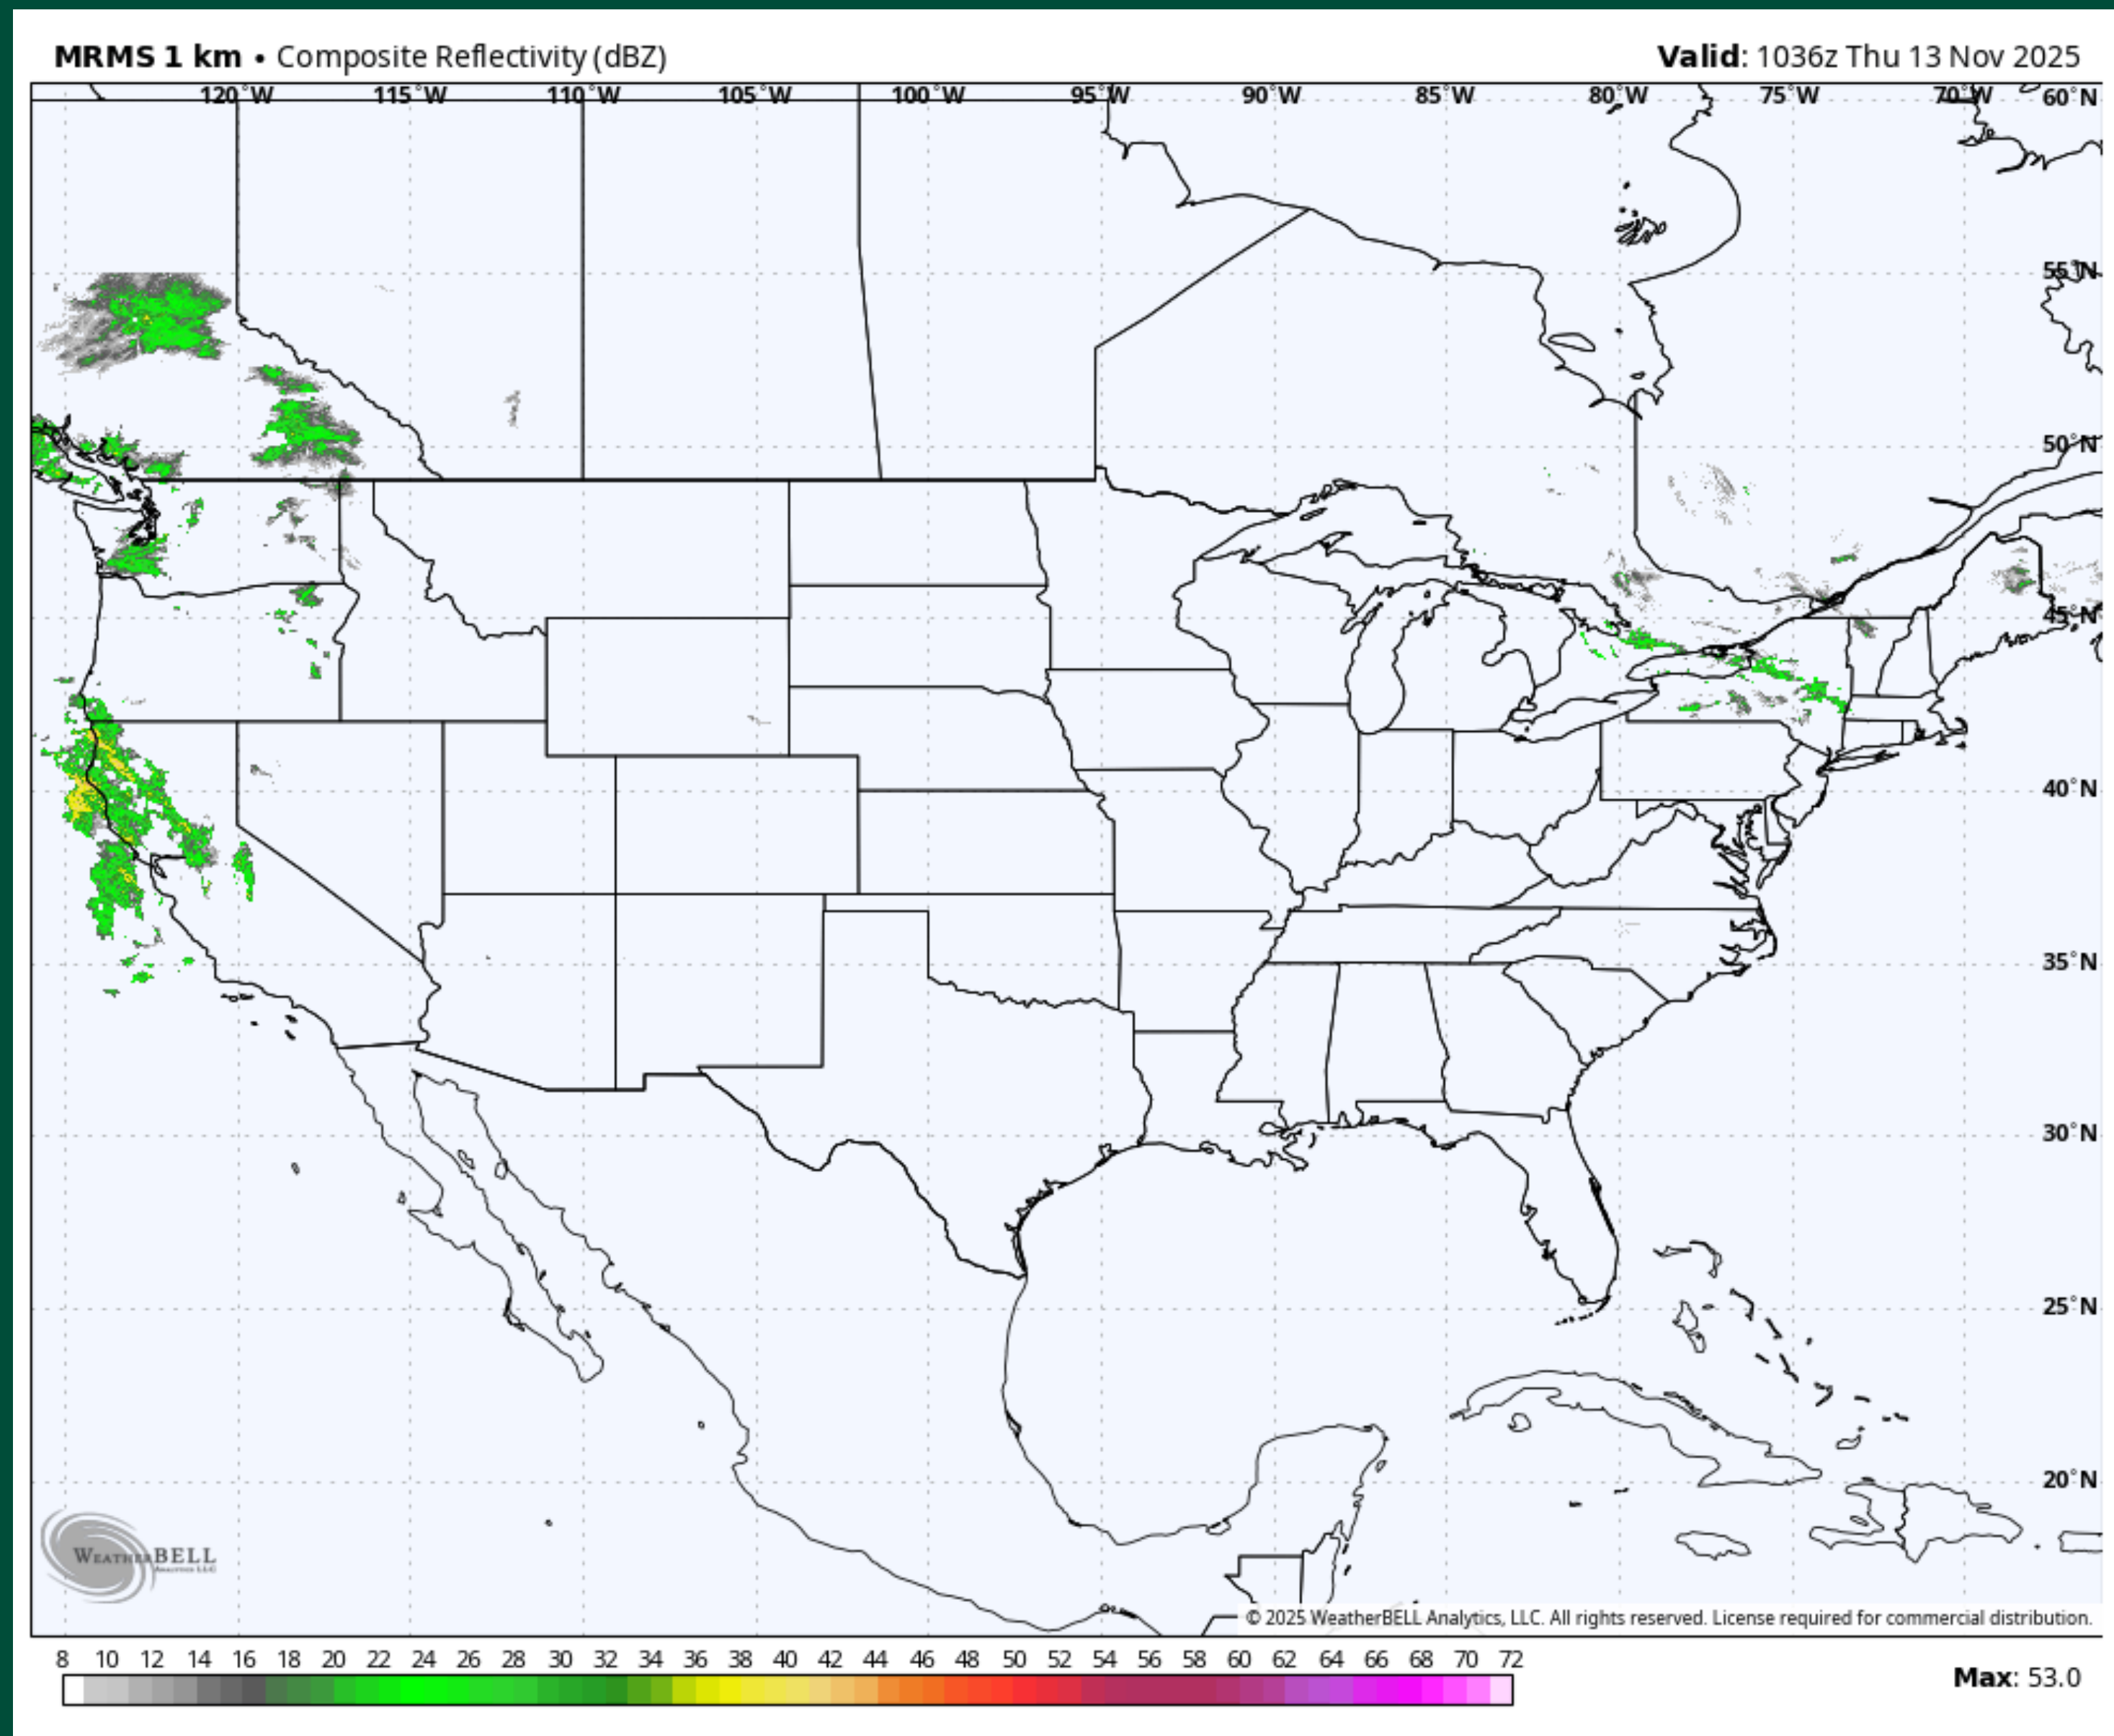 MRMS 1 km • Composite Reflectivity (dBZ)
Valid: 1036z Thu 13 Nov 2025
120°W 115°W 110°W 105°W 100°W 95°W 90°W 85°W 80°W 75°W 70°W 60°N
55°N
50°N
45°N
40°N
35°N
30°N
25°N
20°N
WEATHERBELL
ANALYTICS LLC
© 2025 WeatherBELL Analytics, LLC. All rights reserved. License required for commercial distribution.
8 10 12 14 16 18 20 22 24 26 28 30 32 34 36 38 40 42 44 46 48 50 52 54 56 58 60 62 64 66 68 70 72
Max: 53.0